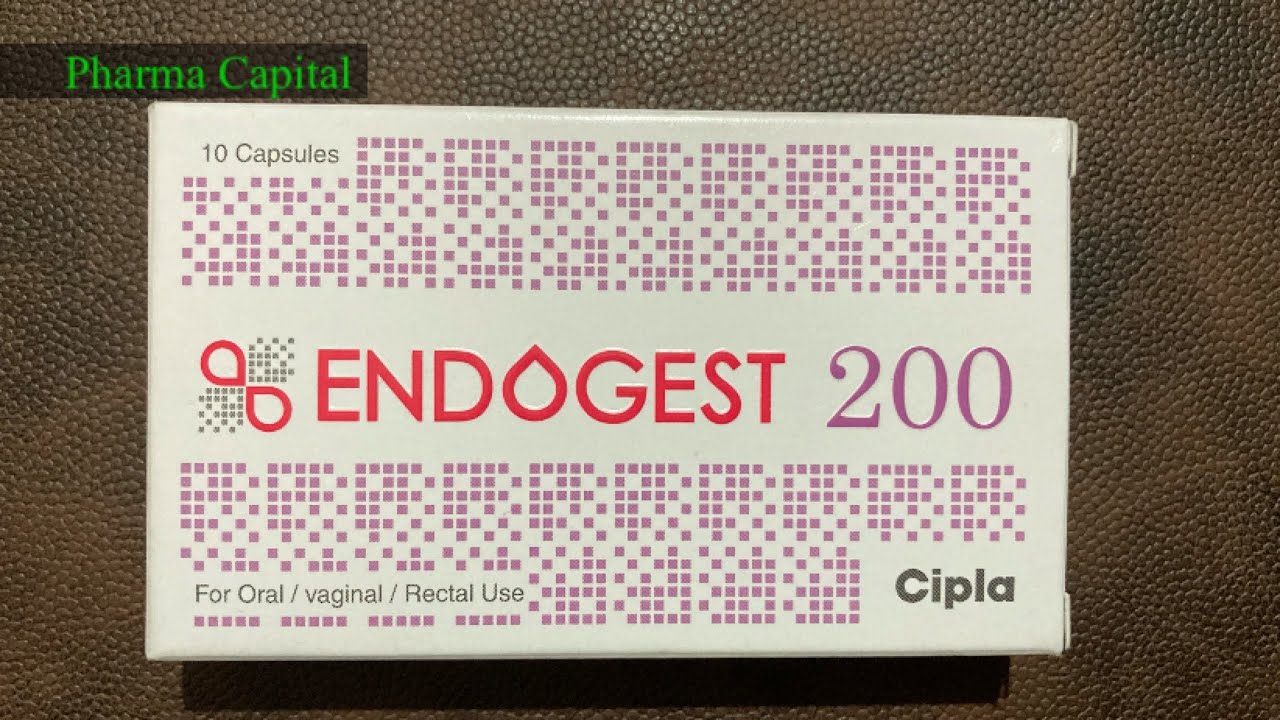 Pharma Capital
10 Capsules
ENDOGEST 200
For Oral / vaginal / Rectal Use
Cipla